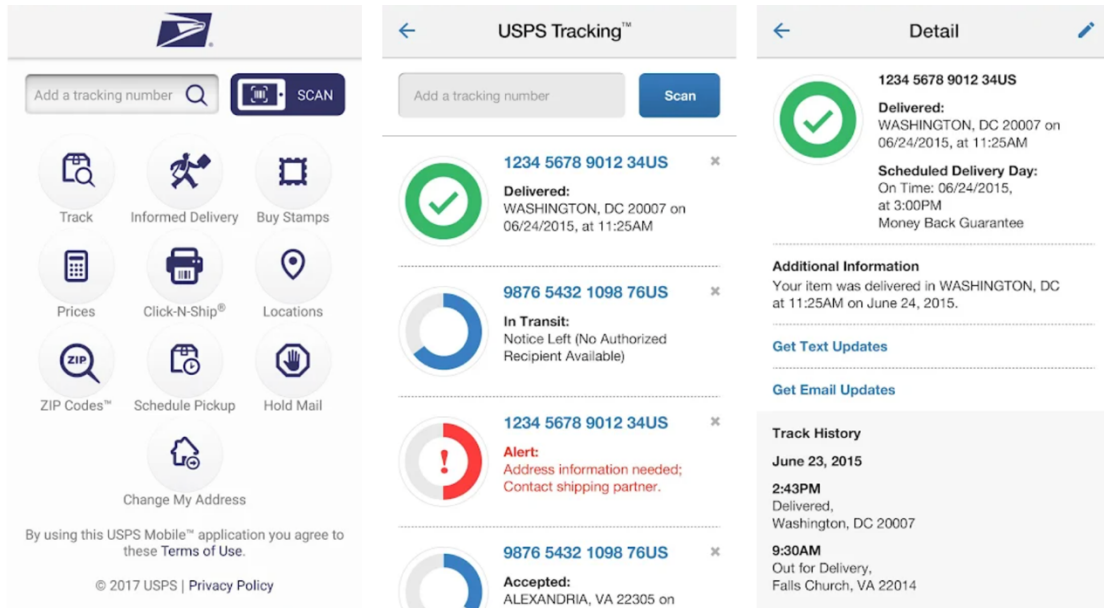 Add a tracking number
SCAN
Track
Informed Delivery
Buy Stamps
Prices
Click-N-Ship®
Locations
ZIP
ZIP Codes™
Schedule Pickup
Hold Mail
Change My Address
By using this USPS Mobile™ application you agree to
these Terms of Use.
© 2017 USPS | Privacy Policy
USPS Tracking™
Add a tracking number
Scan
1234 5678 9012 34US
Delivered:
WASHINGTON, DC 20007 on
06/24/2015, at 11:25AM
9876 5432 1098 76US
In Transit:
Notice Left (No Authorized
Recipient Available)
1234 5678 9012 34US
Alert:
Address information needed;
Contact shipping partner.
9876 5432 1098 76US
Accepted:
ALEXANDRIA, VA 22305 on
Detail
1234 5678 9012 34US
Delivered:
WASHINGTON, DC 20007 on
06/24/2015, at 11:25AM
Scheduled Delivery Day:
On Time: 06/24/2015,
at 3:00PM
Money Back Guarantee
Additional Information
Your item was delivered in WASHINGTON, DC
at 11:25AM on June 24, 2015.
Get Text Updates
Get Email Updates
Track History
June 23, 2015
2:43PM
Delivered,
Washington, DC 20007
9:30AM
Out for Delivery,
Falls Church, VA 22014